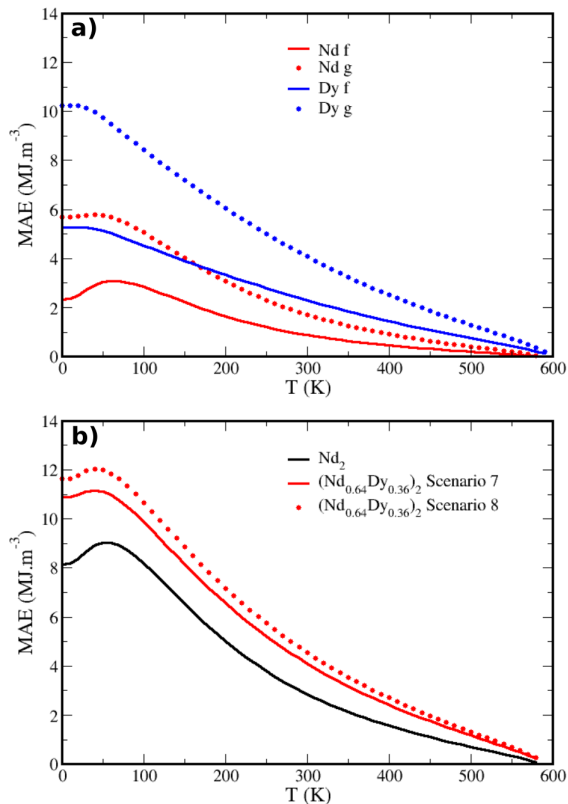 a)
Nd f
Nd g
Dy f
Dy g
14
12
10
8
6
4
2
0
MAE (MJ.m⁻³)
0 100 200 300 400 500 600
T (K)
b)
Nd₂
(Nd₀.₆₄Dy₀.₃₆)₂ Scenario 7
(Nd₀.₆₄Dy₀.₃₆)₂ Scenario 8
14
12
10
8
6
4
2
0
MAE (MJ.m⁻³)
0 100 200 300 400 500 600
T (K)